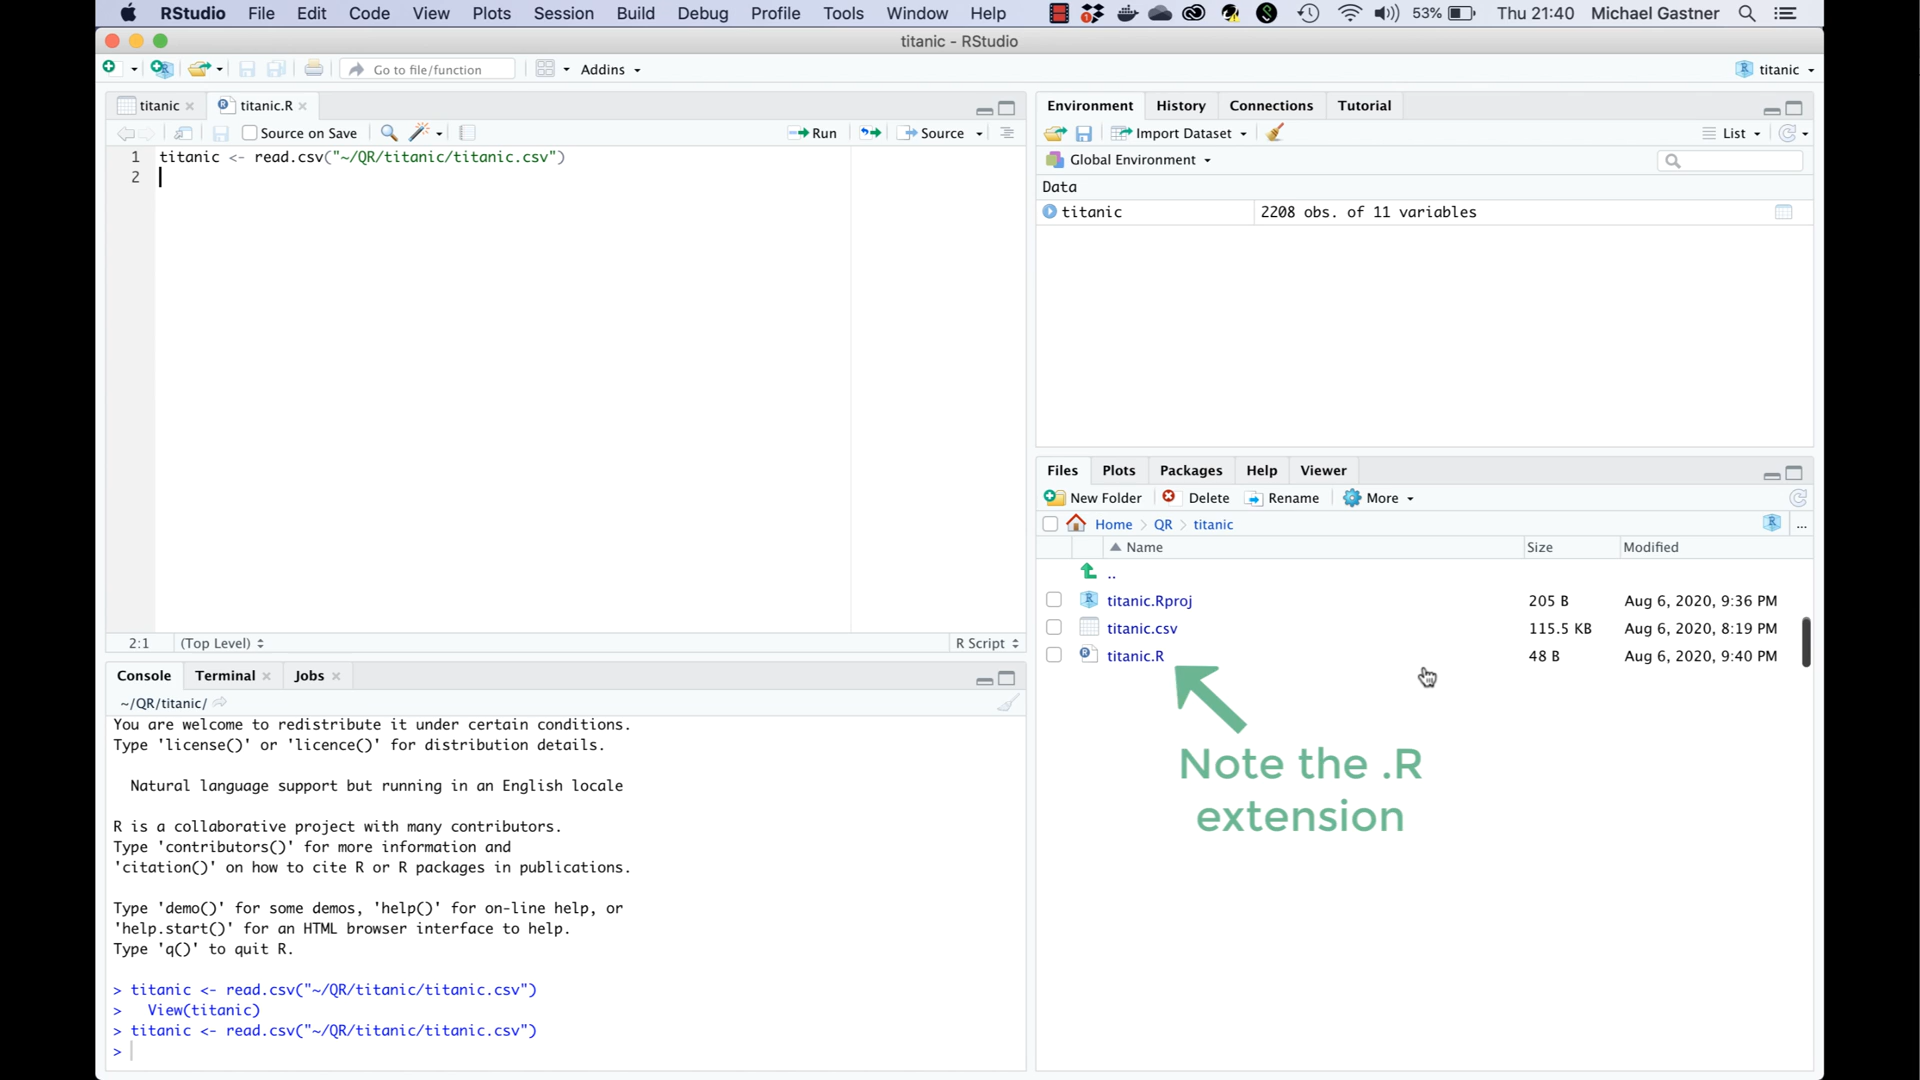 RStudio File Edit Code View Plots Session Build Debug Profile Tools Window Help 53% Thu 21:40 Michael Gastner
titanic - RStudio
Go to file/function Addins titanic
titanic titanic.R
Source on Save Run Source
1 titanic <- read.csv("~/QR/titanic/titanic.csv")
2
2:1 (Top Level) R Script
Console Terminal Jobs
~/QR/titanic/
You are welcome to redistribute it under certain conditions.
Type 'license()' or 'licence()' for distribution details.
Natural language support but running in an English locale
R is a collaborative project with many contributors.
Type 'contributors()' for more information and
'citation()' on how to cite R or R packages in publications.
Type 'demo()' for some demos, 'help()' for on-line help, or
'help.start()' for an HTML browser interface to help.
Type 'q()' to quit R.
> titanic <- read.csv("~/QR/titanic/titanic.csv")
> View(titanic)
> titanic <- read.csv("~/QR/titanic/titanic.csv")
>
Environment History Connections Tutorial
Import Dataset List
Global Environment
Data
titanic 2208 obs. of 11 variables
Files Plots Packages Help Viewer
New Folder Delete Rename More
Home QR titanic ...
Name Size Modified
..
titanic.Rproj 205 B Aug 6, 2020, 9:36 PM
titanic.csv 115.5 KB Aug 6, 2020, 8:19 PM
titanic.R 48 B Aug 6, 2020, 9:40 PM
Note the .R
extension